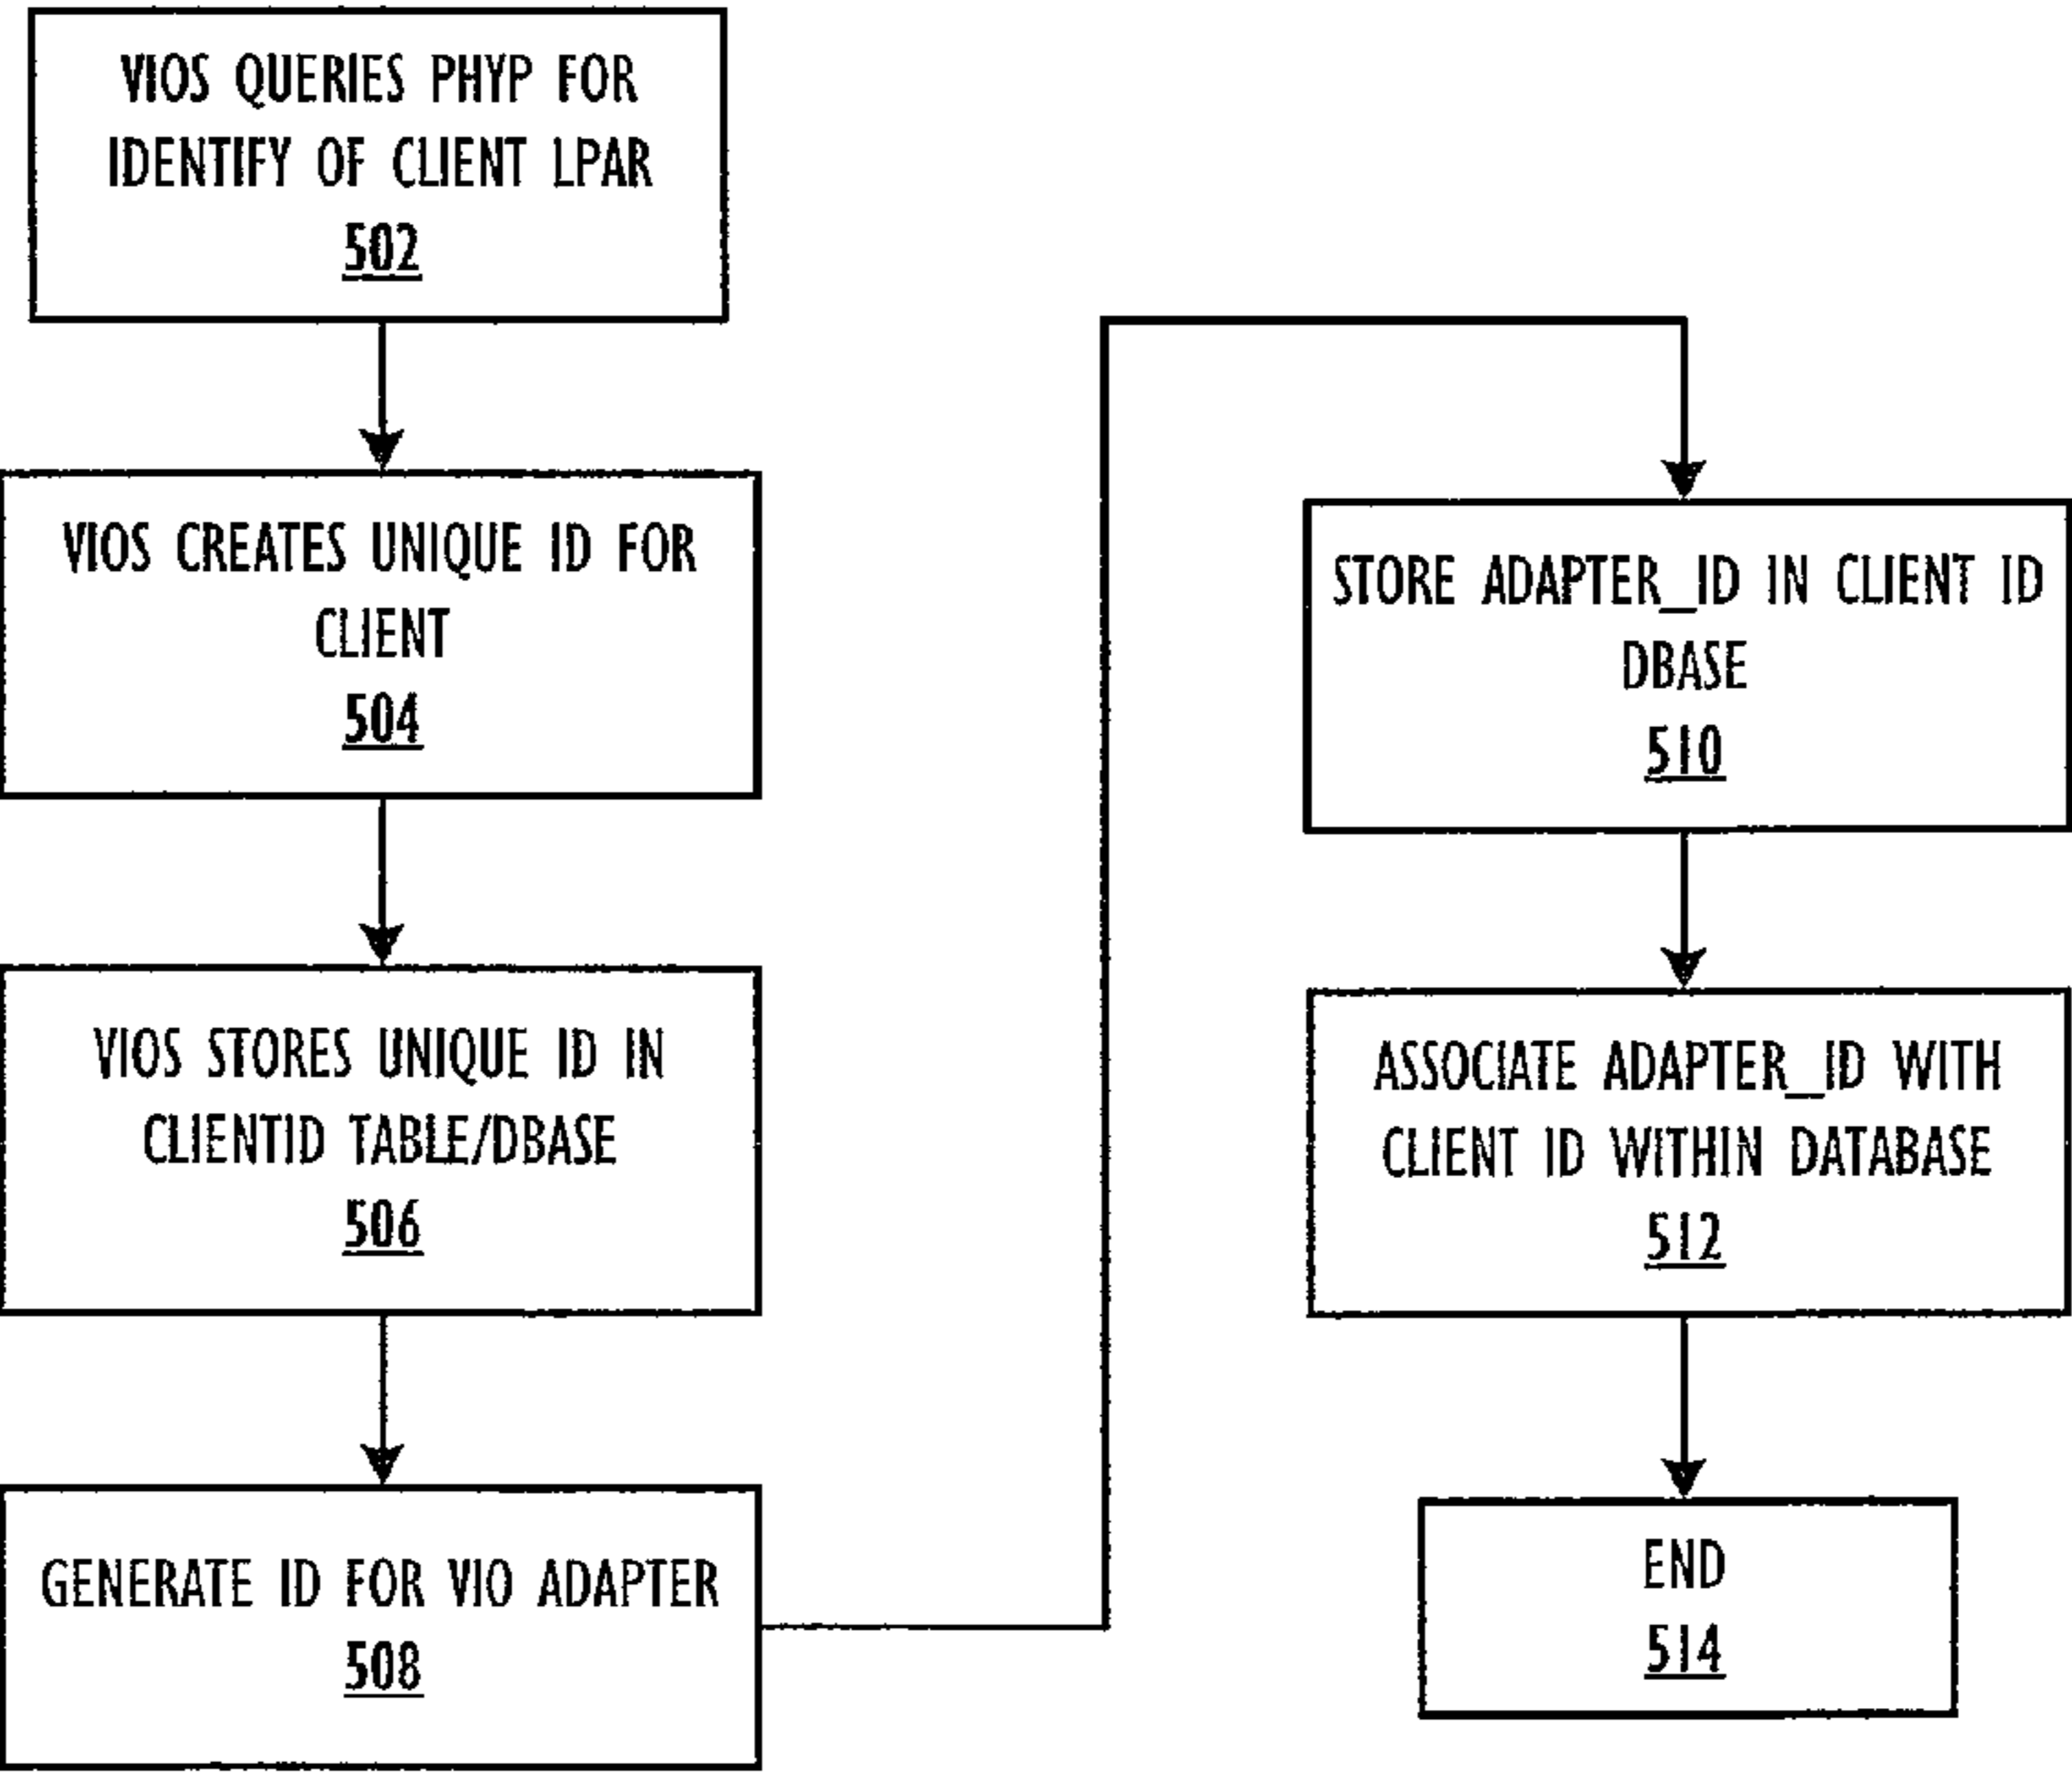 VIOS QUERIES PHYP FOR
IDENTIFY OF CLIENT LPAR
502
VIOS CREATES UNIQUE ID FOR
CLIENT
504
VIOS STORES UNIQUE ID IN
CLIENTID TABLE/DBASE
506
GENERATE ID FOR VIO ADAPTER
508
STORE ADAPTER_ID IN CLIENT ID
DBASE
510
ASSOCIATE ADAPTER_ID WITH
CLIENT ID WITHIN DATABASE
512
END
514